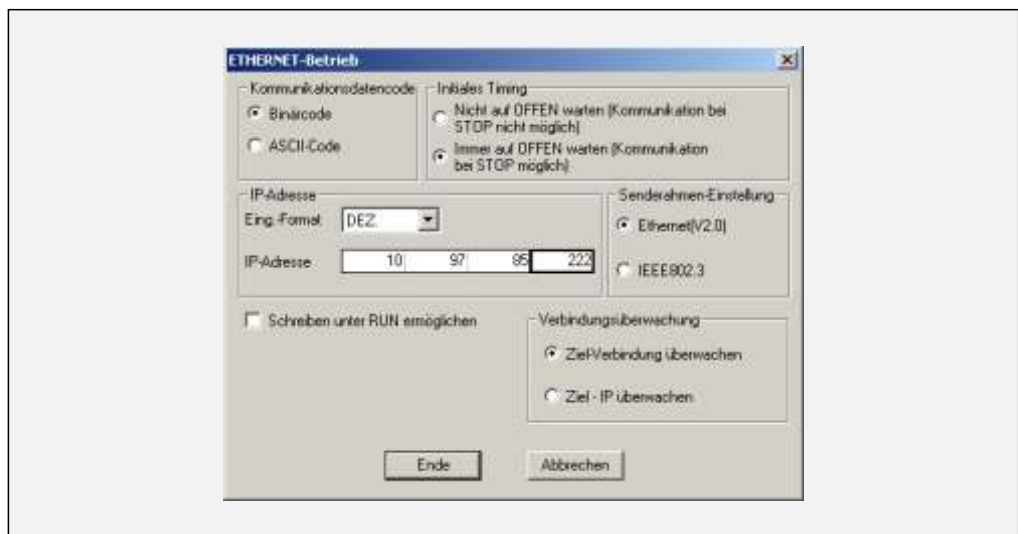 ETHERNET-Betrieb
Kommunikationsdatencode
Binärcode
ASCII-Code
Initiales Timing
Nicht auf OFFEN warten (Kommunikation bei
STOP nicht möglich)
Immer auf OFFEN warten (Kommunikation
bei STOP möglich)
IP-Adresse
Eing.-Format DEZ.
IP-Adresse 10 97 85 222
Senderahmen-Einstellung
Ethernet(V2.0)
IEEE802.3
Schreiben unter RUN ermöglichen
Verbindungsüberwachung
Ziel-Verbindung überwachen
Ziel - IP überwachen
Ende
Abbrechen